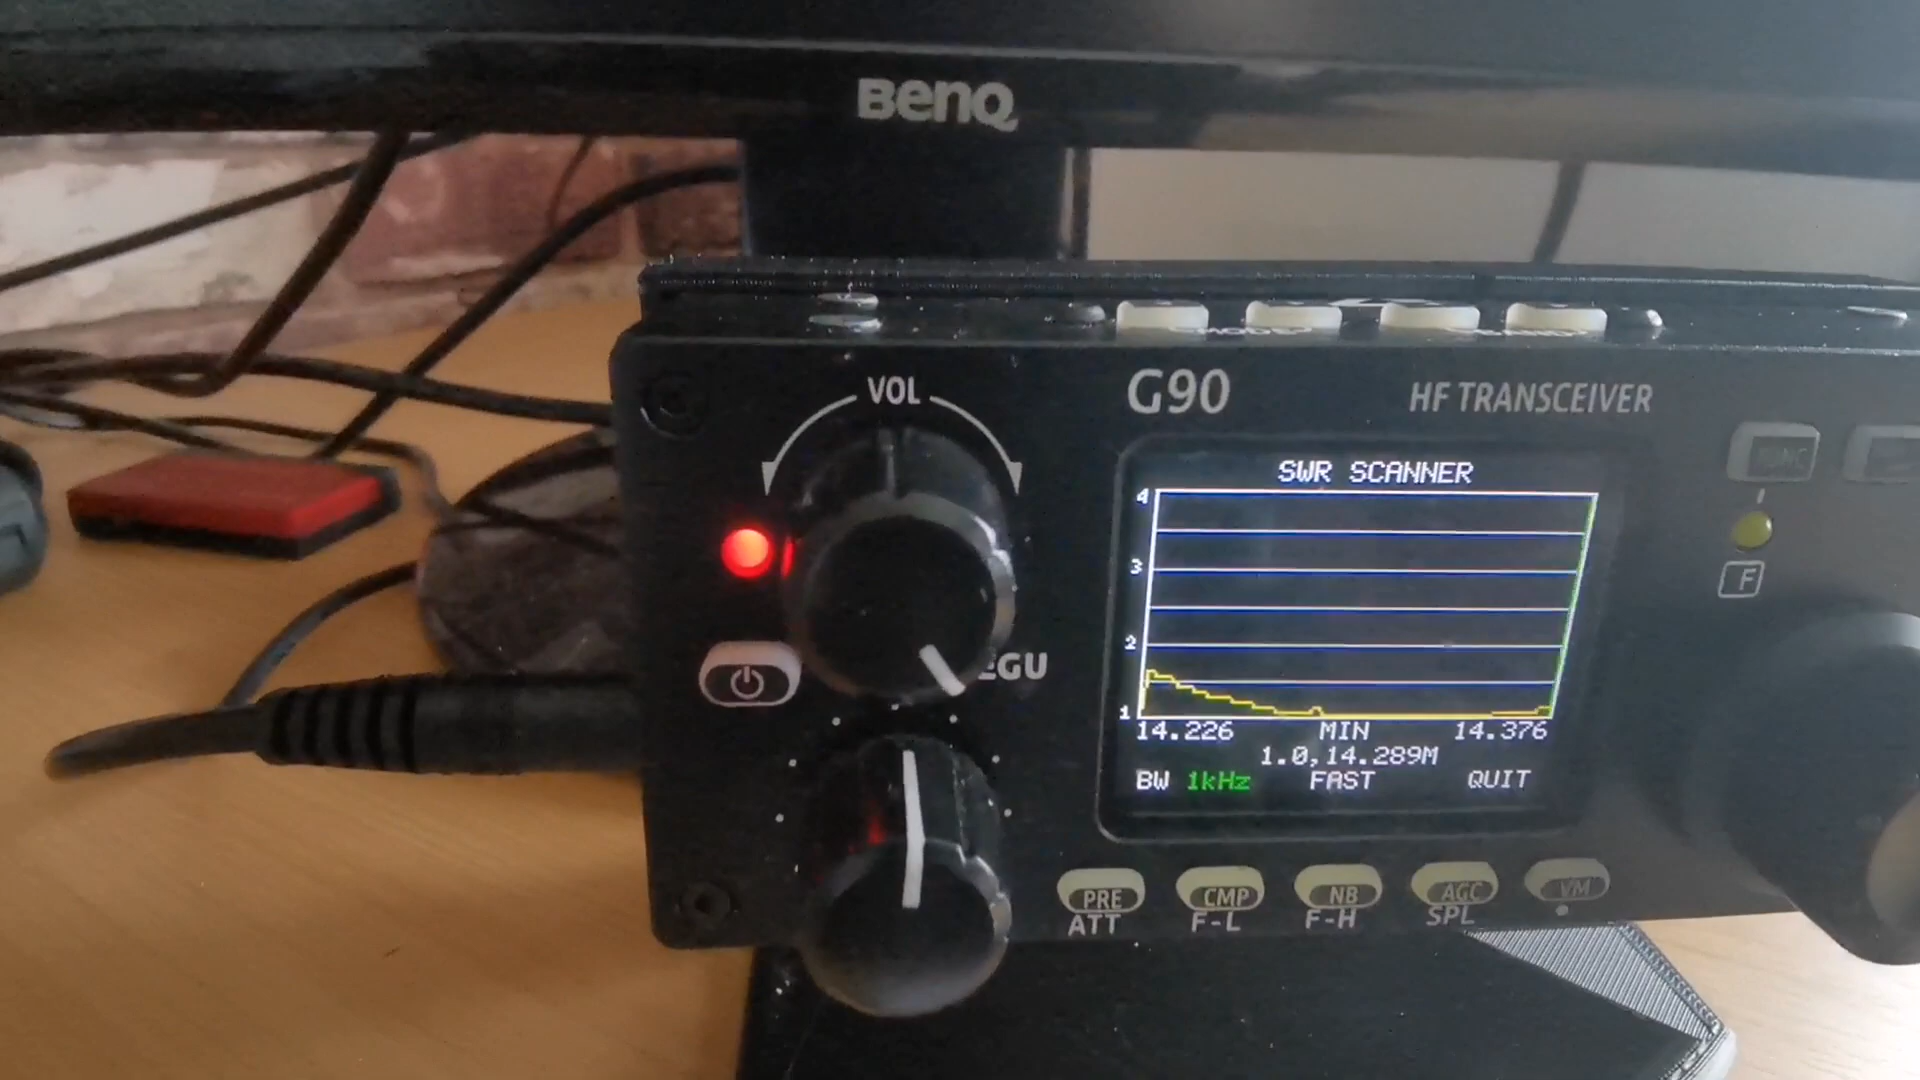 BenQ
VOL
G90
HF TRANSCEIVER
SWR SCANNER
FUNC
4
3
2
1
F
14.226 MIN 14.376
1.0,14.289M
BW 1kHz FAST QUIT
PRE CMP NB AGC VM
ATT F-L F-H SPL